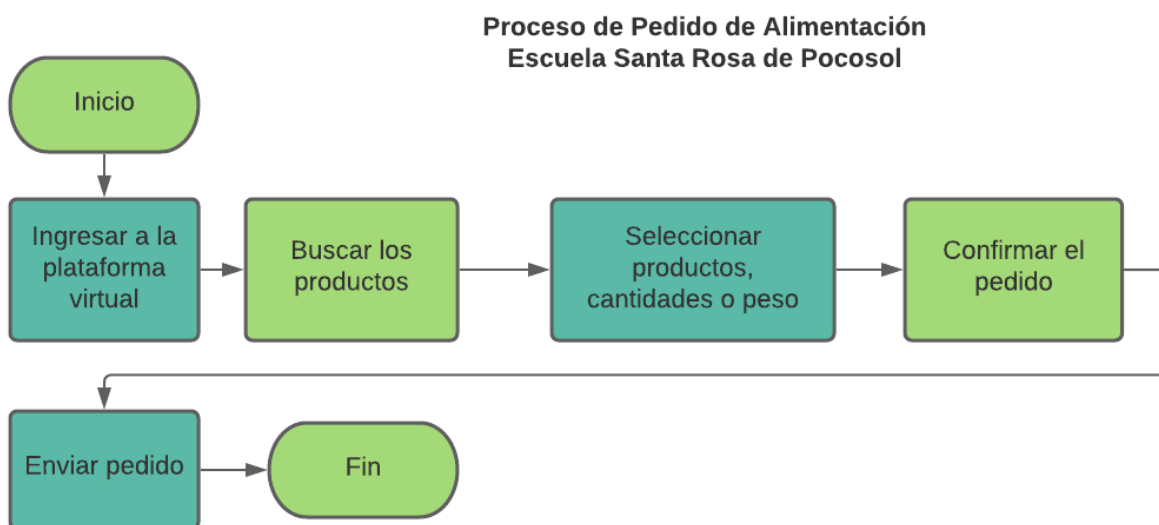 Proceso de Pedido de Alimentación
Escuela Santa Rosa de Pocosol
Inicio
Ingresar a la
plataforma
virtual
Buscar los
productos
Seleccionar
productos,
cantidades o peso
Confirmar el
pedido
Enviar pedido
Fin